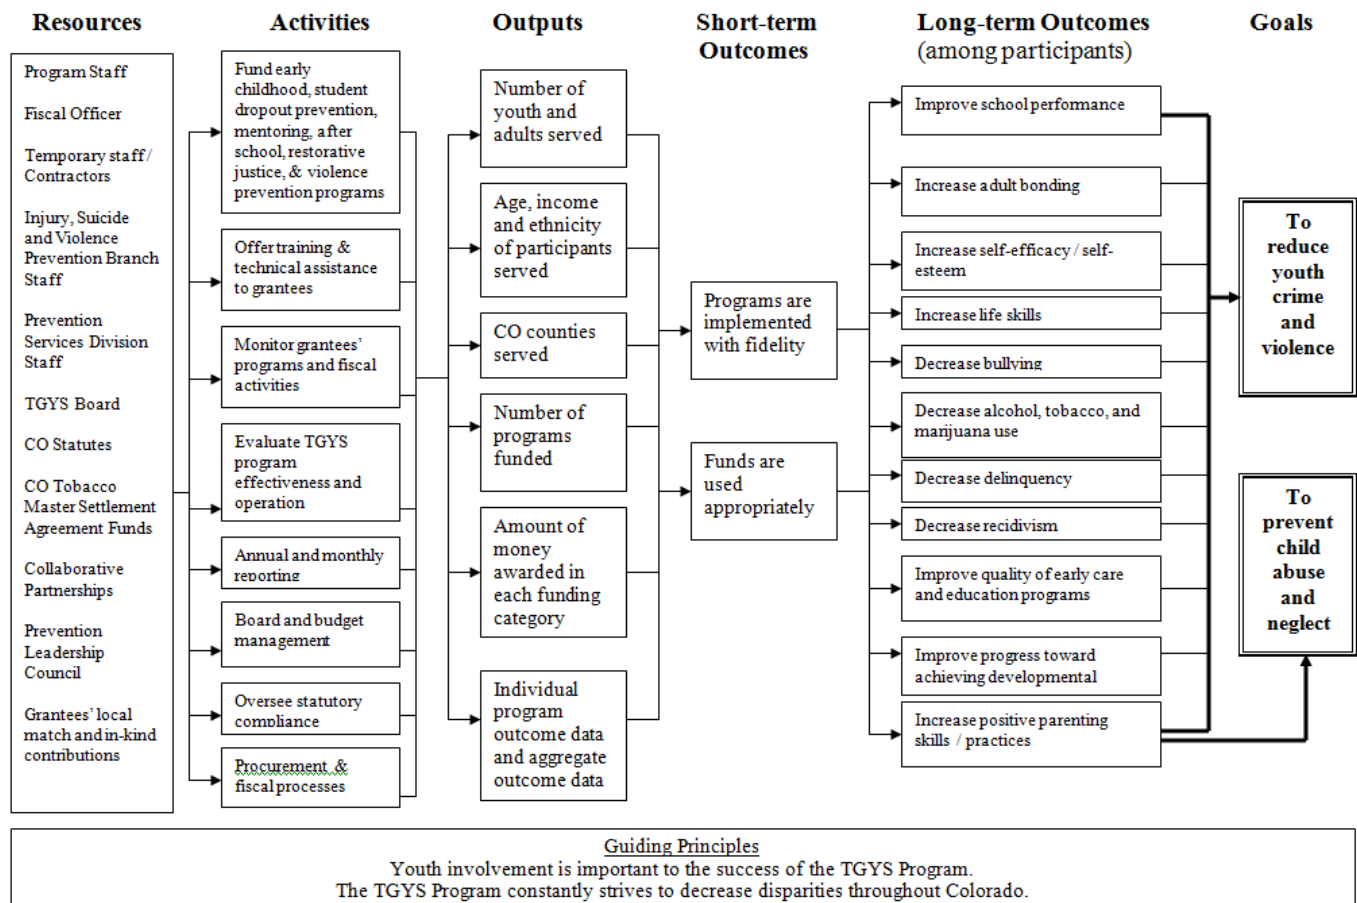 Resources
Activities
Outputs
Short-term
Outcomes
Long-term Outcomes
(among participants)
Goals
Program Staff
Fiscal Officer
Temporary staff /
Contractors
Injury, Suicide
and Violence
Prevention Branch
Staff
Prevention
Services Division
Staff
TGYS Board
CO Statutes
CO Tobacco
Master Settlement
Agreement Funds
Collaborative
Partnerships
Prevention
Leadership
Council
Grantees' local
match and in-kind
contributions
Fund early
childhood, student
dropout prevention,
mentoring, after
school, restorative
justice, & violence
prevention programs
Offer training &
technical assistance
to grantees
Monitor grantees'
programs and fiscal
activities
Evaluate TGYS
program
effectiveness and
operation
Annual and monthly
reporting
Board and budget
management
Oversee statutory
compliance
Procurement &
fiscal processes
Number of
youth and
adults served
Age, income
and ethnicity
of participants
served
CO counties
served
Number of
programs
funded
Amount of
money
awarded in
each funding
category
Individual
program
outcome data
and aggregate
outcome data
Programs are
implemented
with fidelity
Funds are
used
appropriately
Improve school performance
Increase adult bonding
Increase self-efficacy / self-
esteem
Increase life skills
Decrease bullying
Decrease alcohol, tobacco, and
marijuana use
Decrease delinquency
Decrease recidivism
Improve quality of early care
and education programs
Improve progress toward
achieving developmental
Increase positive parenting
skills / practices
To
reduce
youth
crime
and
violence
To
prevent
child
abuse
and
neglect
Guiding Principles
Youth involvement is important to the success of the TGYS Program.
The TGYS Program constantly strives to decrease disparities throughout Colorado.